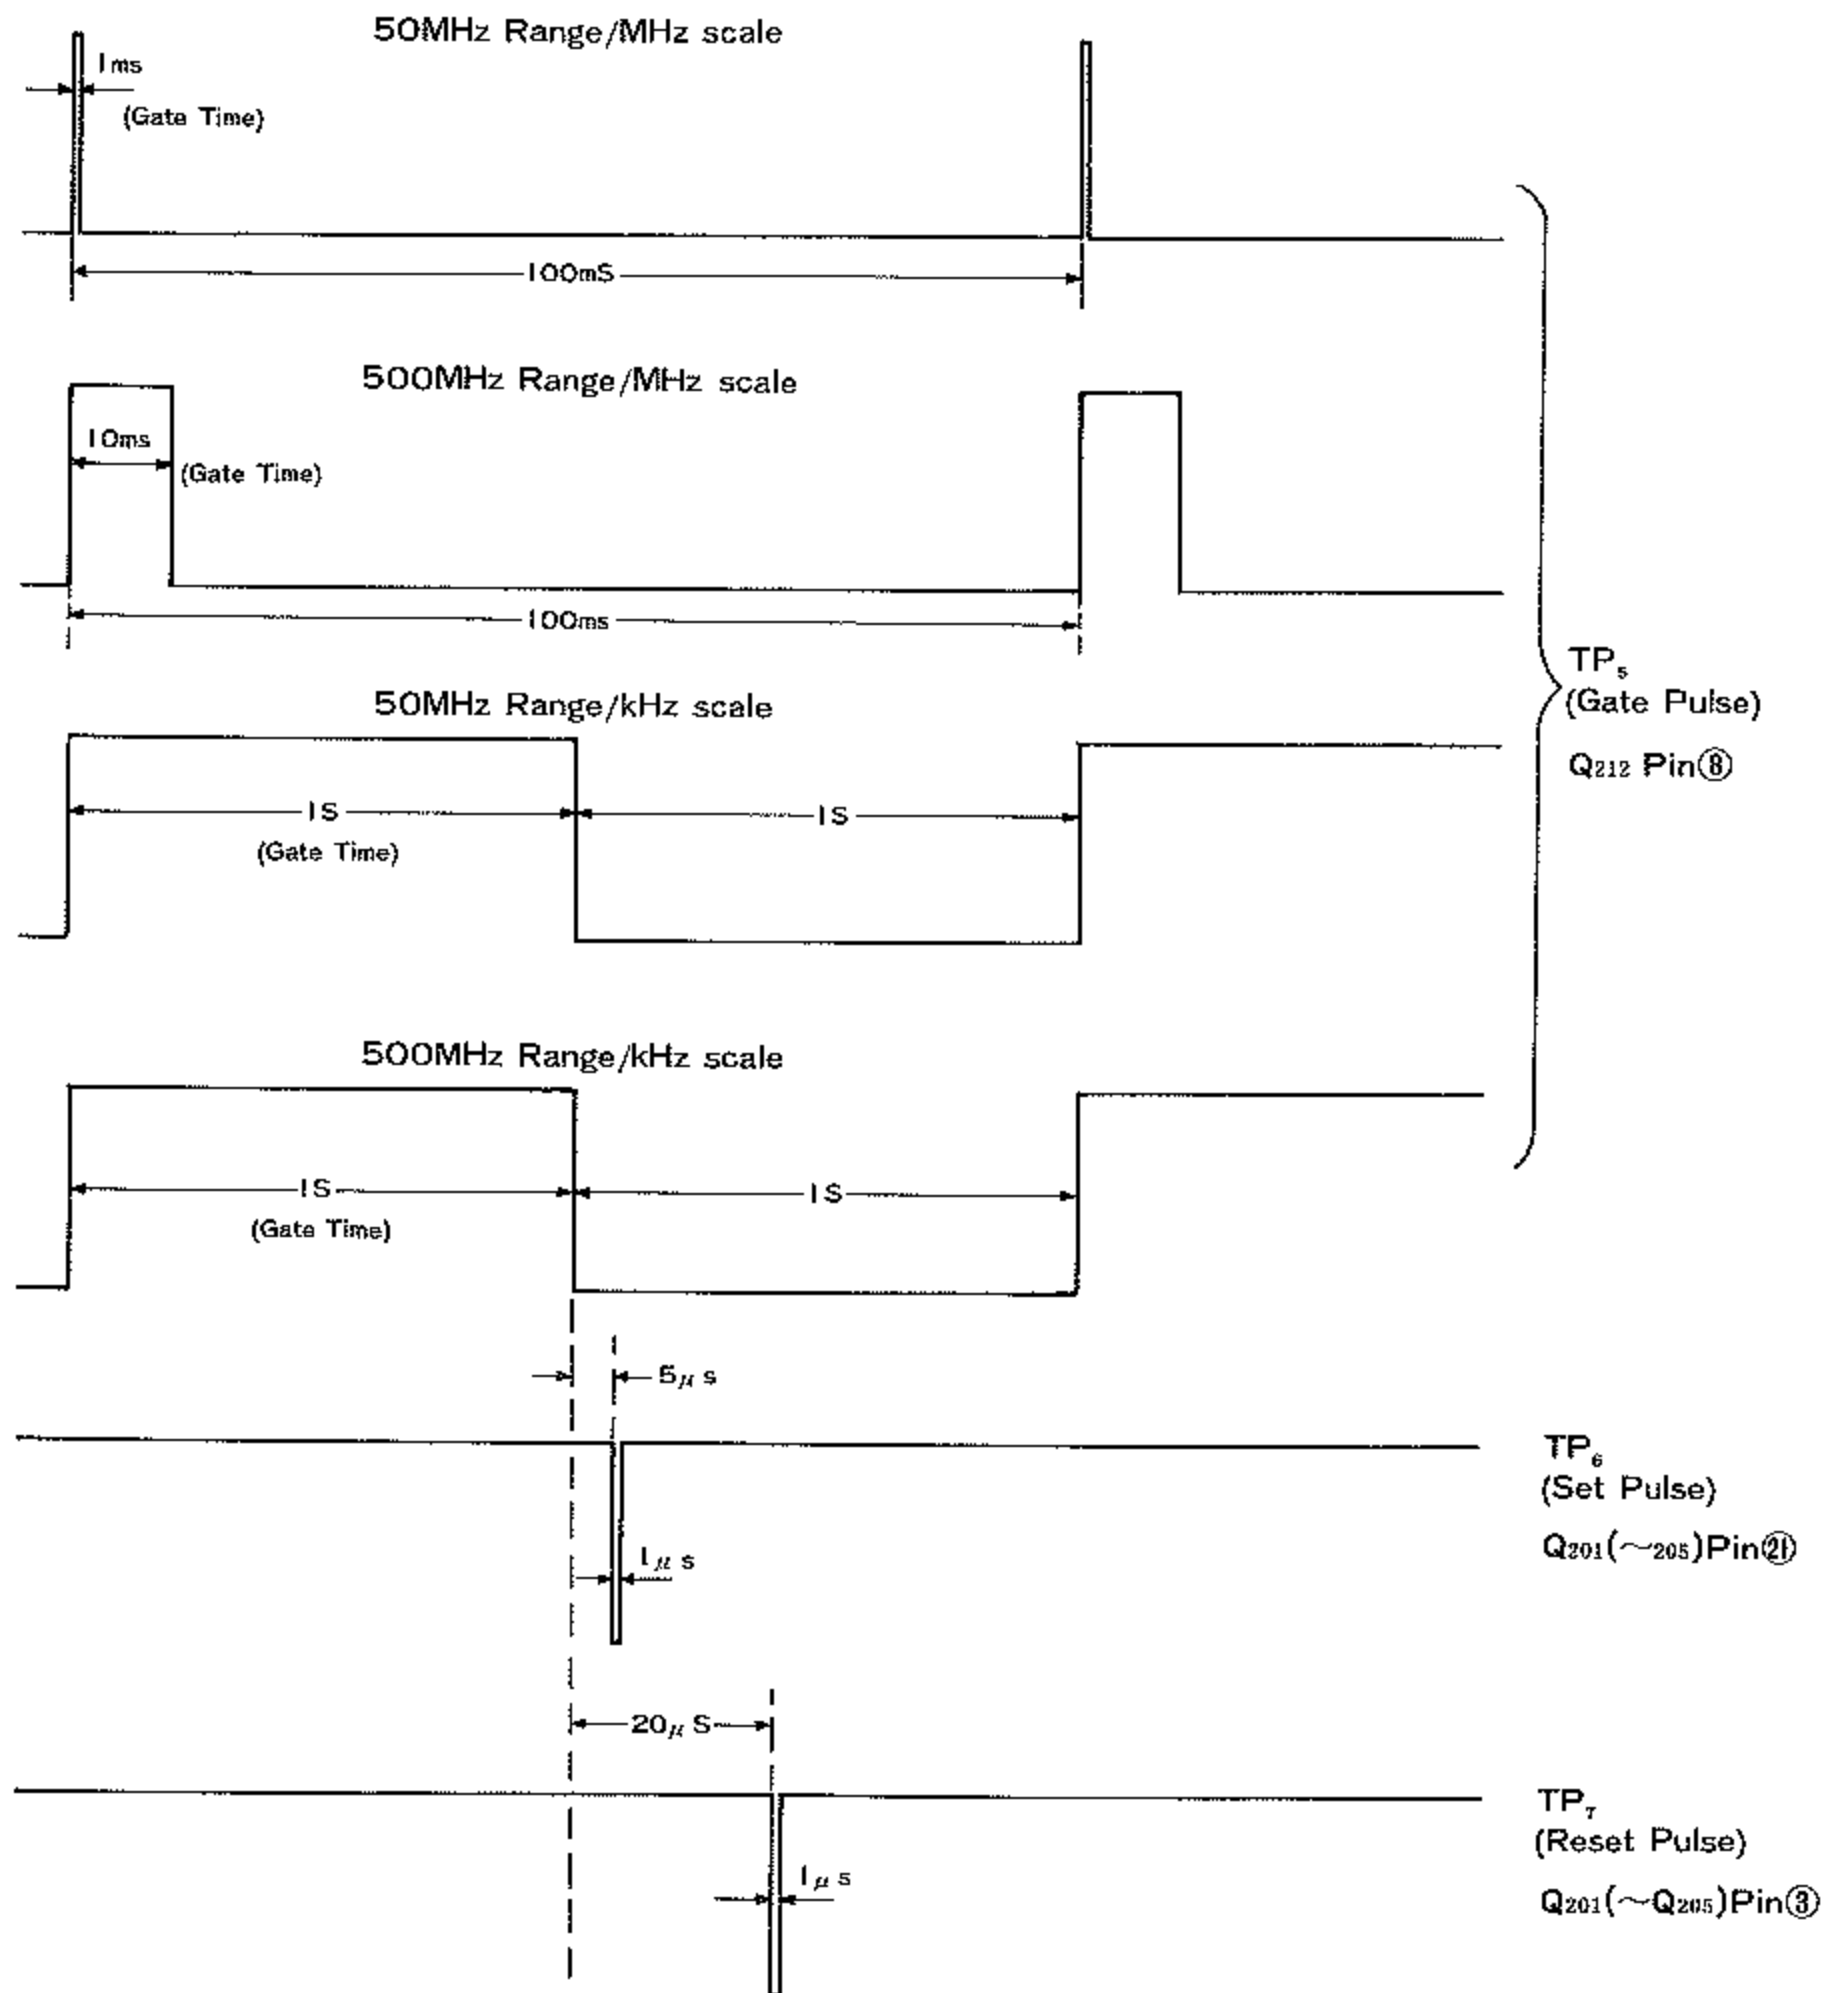 50MHz Range/MHz scale
1ms
(Gate Time)
100mS
500MHz Range/MHz scale
10ms
(Gate Time)
100ms
50MHz Range/kHz scale
1S
1S
(Gate Time)
TP₅
(Gate Pulse)
Q₂₁₂ Pin⑧
500MHz Range/kHz scale
1S
1S
(Gate Time)
5μs
TP₆
(Set Pulse)
Q₂₀₁(~₂₀₅)Pin㉑
1μs
20μS
TP₇
(Reset Pulse)
Q₂₀₁(~Q₂₀₅)Pin③
1μs